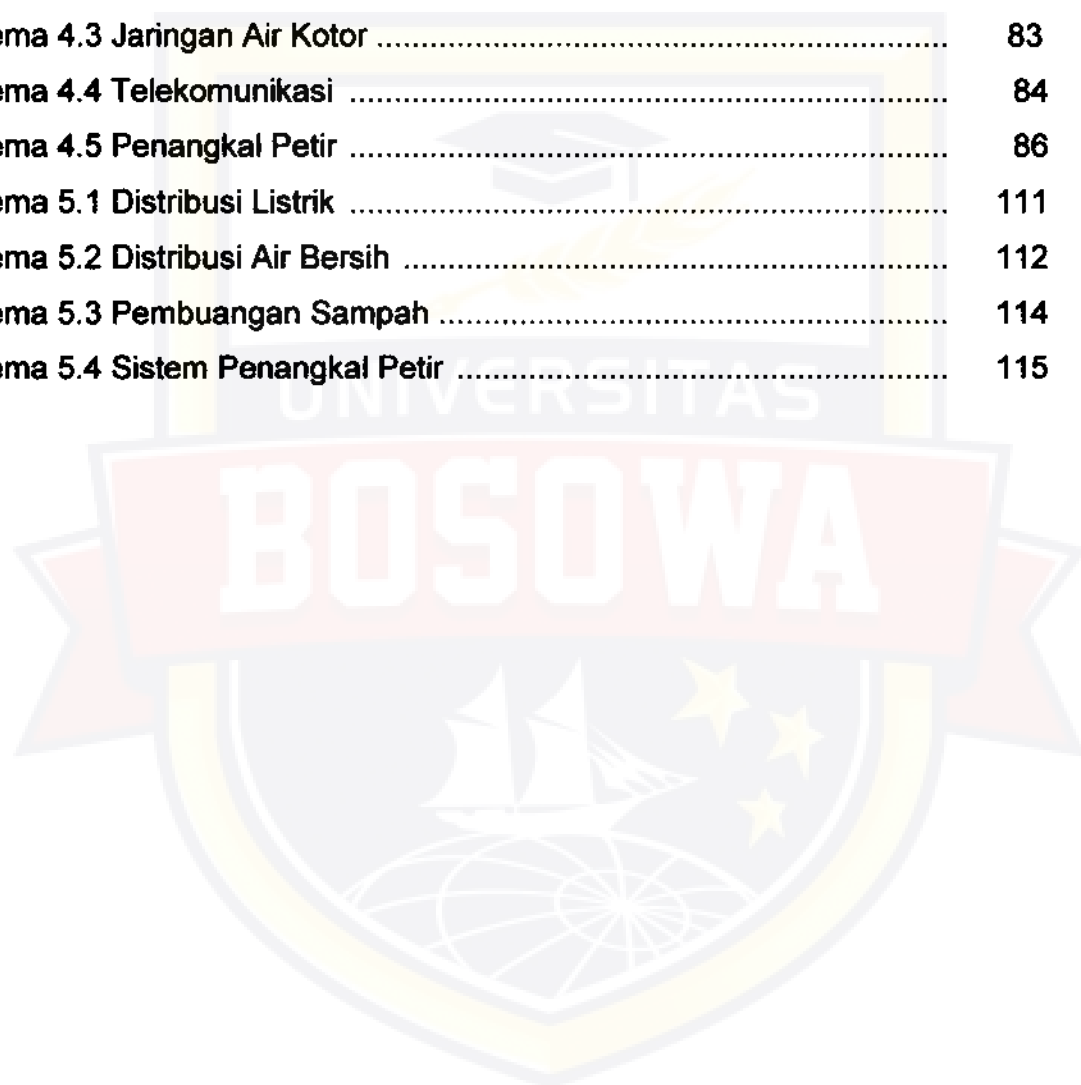 ema 4.3 Jaringan Air Kotor ................................................................ 83
ema 4.4 Telekomunikasi ................................................................... 84
ema 4.5 Penangkal Petir ................................................................... 86
ema 5.1 Distribusi Listrik ................................................................... 111
ema 5.2 Distribusi Air Bersih ............................................................. 112
ema 5.3 Pembuangan Sampah ......................................................... 114
ema 5.4 Sistem Penangkal Petir ....................................................... 115
UNIVERSITAS
BOSOWA